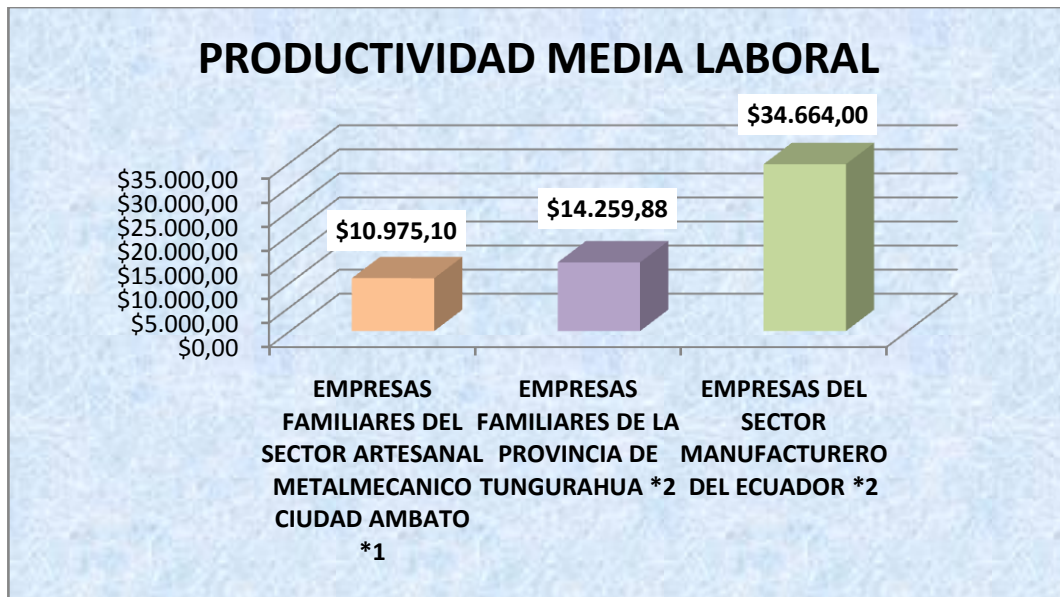 PRODUCTIVIDAD MEDIA LABORAL
$34.664,00
$14.259,88
$10.975,10
$35.000,00
$30.000,00
$25.000,00
$20.000,00
$15.000,00
$10.000,00
$5.000,00
$0,00
EMPRESAS
FAMILIARES DEL
SECTOR ARTESANAL
METALMECANICO
CIUDAD AMBATO
*1
EMPRESAS
FAMILIARES DE LA
PROVINCIA DE
TUNGURAHUA *2
EMPRESAS DEL
SECTOR
MANUFACTURERO
DEL ECUADOR *2